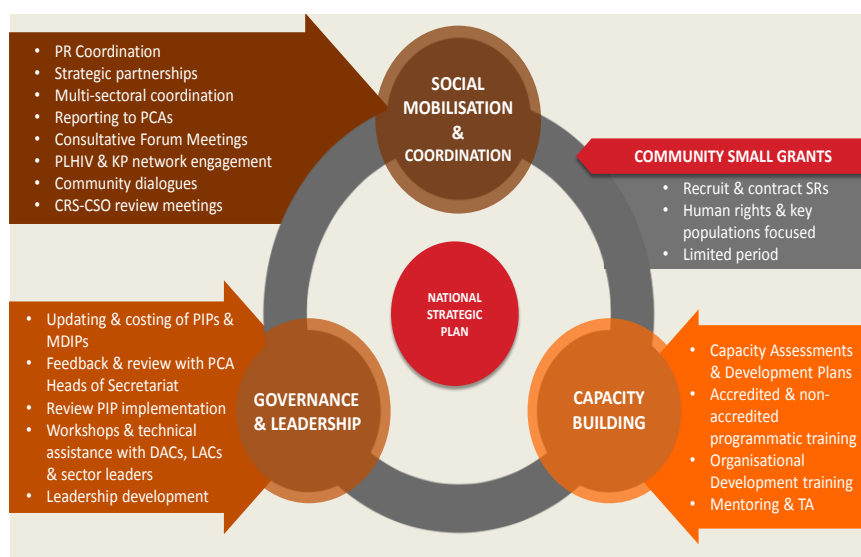 • PR Coordination
• Strategic partnerships
• Multi-sectoral coordination
• Reporting to PCAs
• Consultative Forum Meetings
• PLHIV & KP network engagement
• Community dialogues
• CRS-CSO review meetings
SOCIAL
MOBILISATION
&
COORDINATION
COMMUNITY SMALL GRANTS
• Recruit & contract SRs
• Human rights & key
populations focused
• Limited period
NATIONAL
STRATEGIC
PLAN
• Updating & costing of PIPs &
MDIPs
• Feedback & review with PCA
Heads of Secretariat
• Review PIP implementation
• Workshops & technical
assistance with DACs, LACs
& sector leaders
• Leadership development
GOVERNANCE
& LEADERSHIP
CAPACITY
BUILDING
• Capacity Assessments
& Development Plans
• Accredited & non-
accredited
programmatic training
• Organisational
Development training
• Mentoring & TA